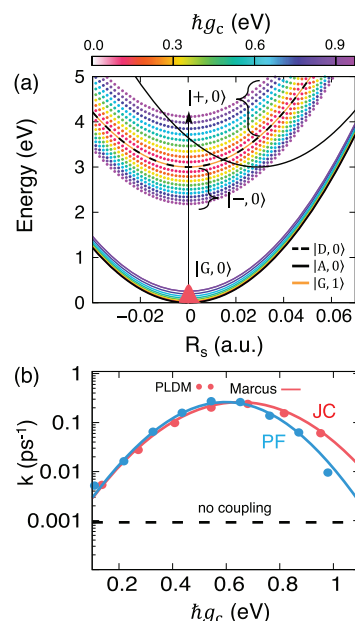 ℏg_c (eV)
0.0 0.3 0.6 0.9
(a)
5
4
3
2
1
0
Energy (eV)
|+,0⟩
|−,0⟩
|G,0⟩
|D,0⟩
|A,0⟩
|G,1⟩
−0.02 0 0.02 0.04 0.06
R_s (a.u.)
(b)
1
0.1
0.01
0.001
k (ps⁻¹)
PLDM Marcus
JC
PF
no coupling
0.2 0.4 0.6 0.8 1
ℏg_c (eV)